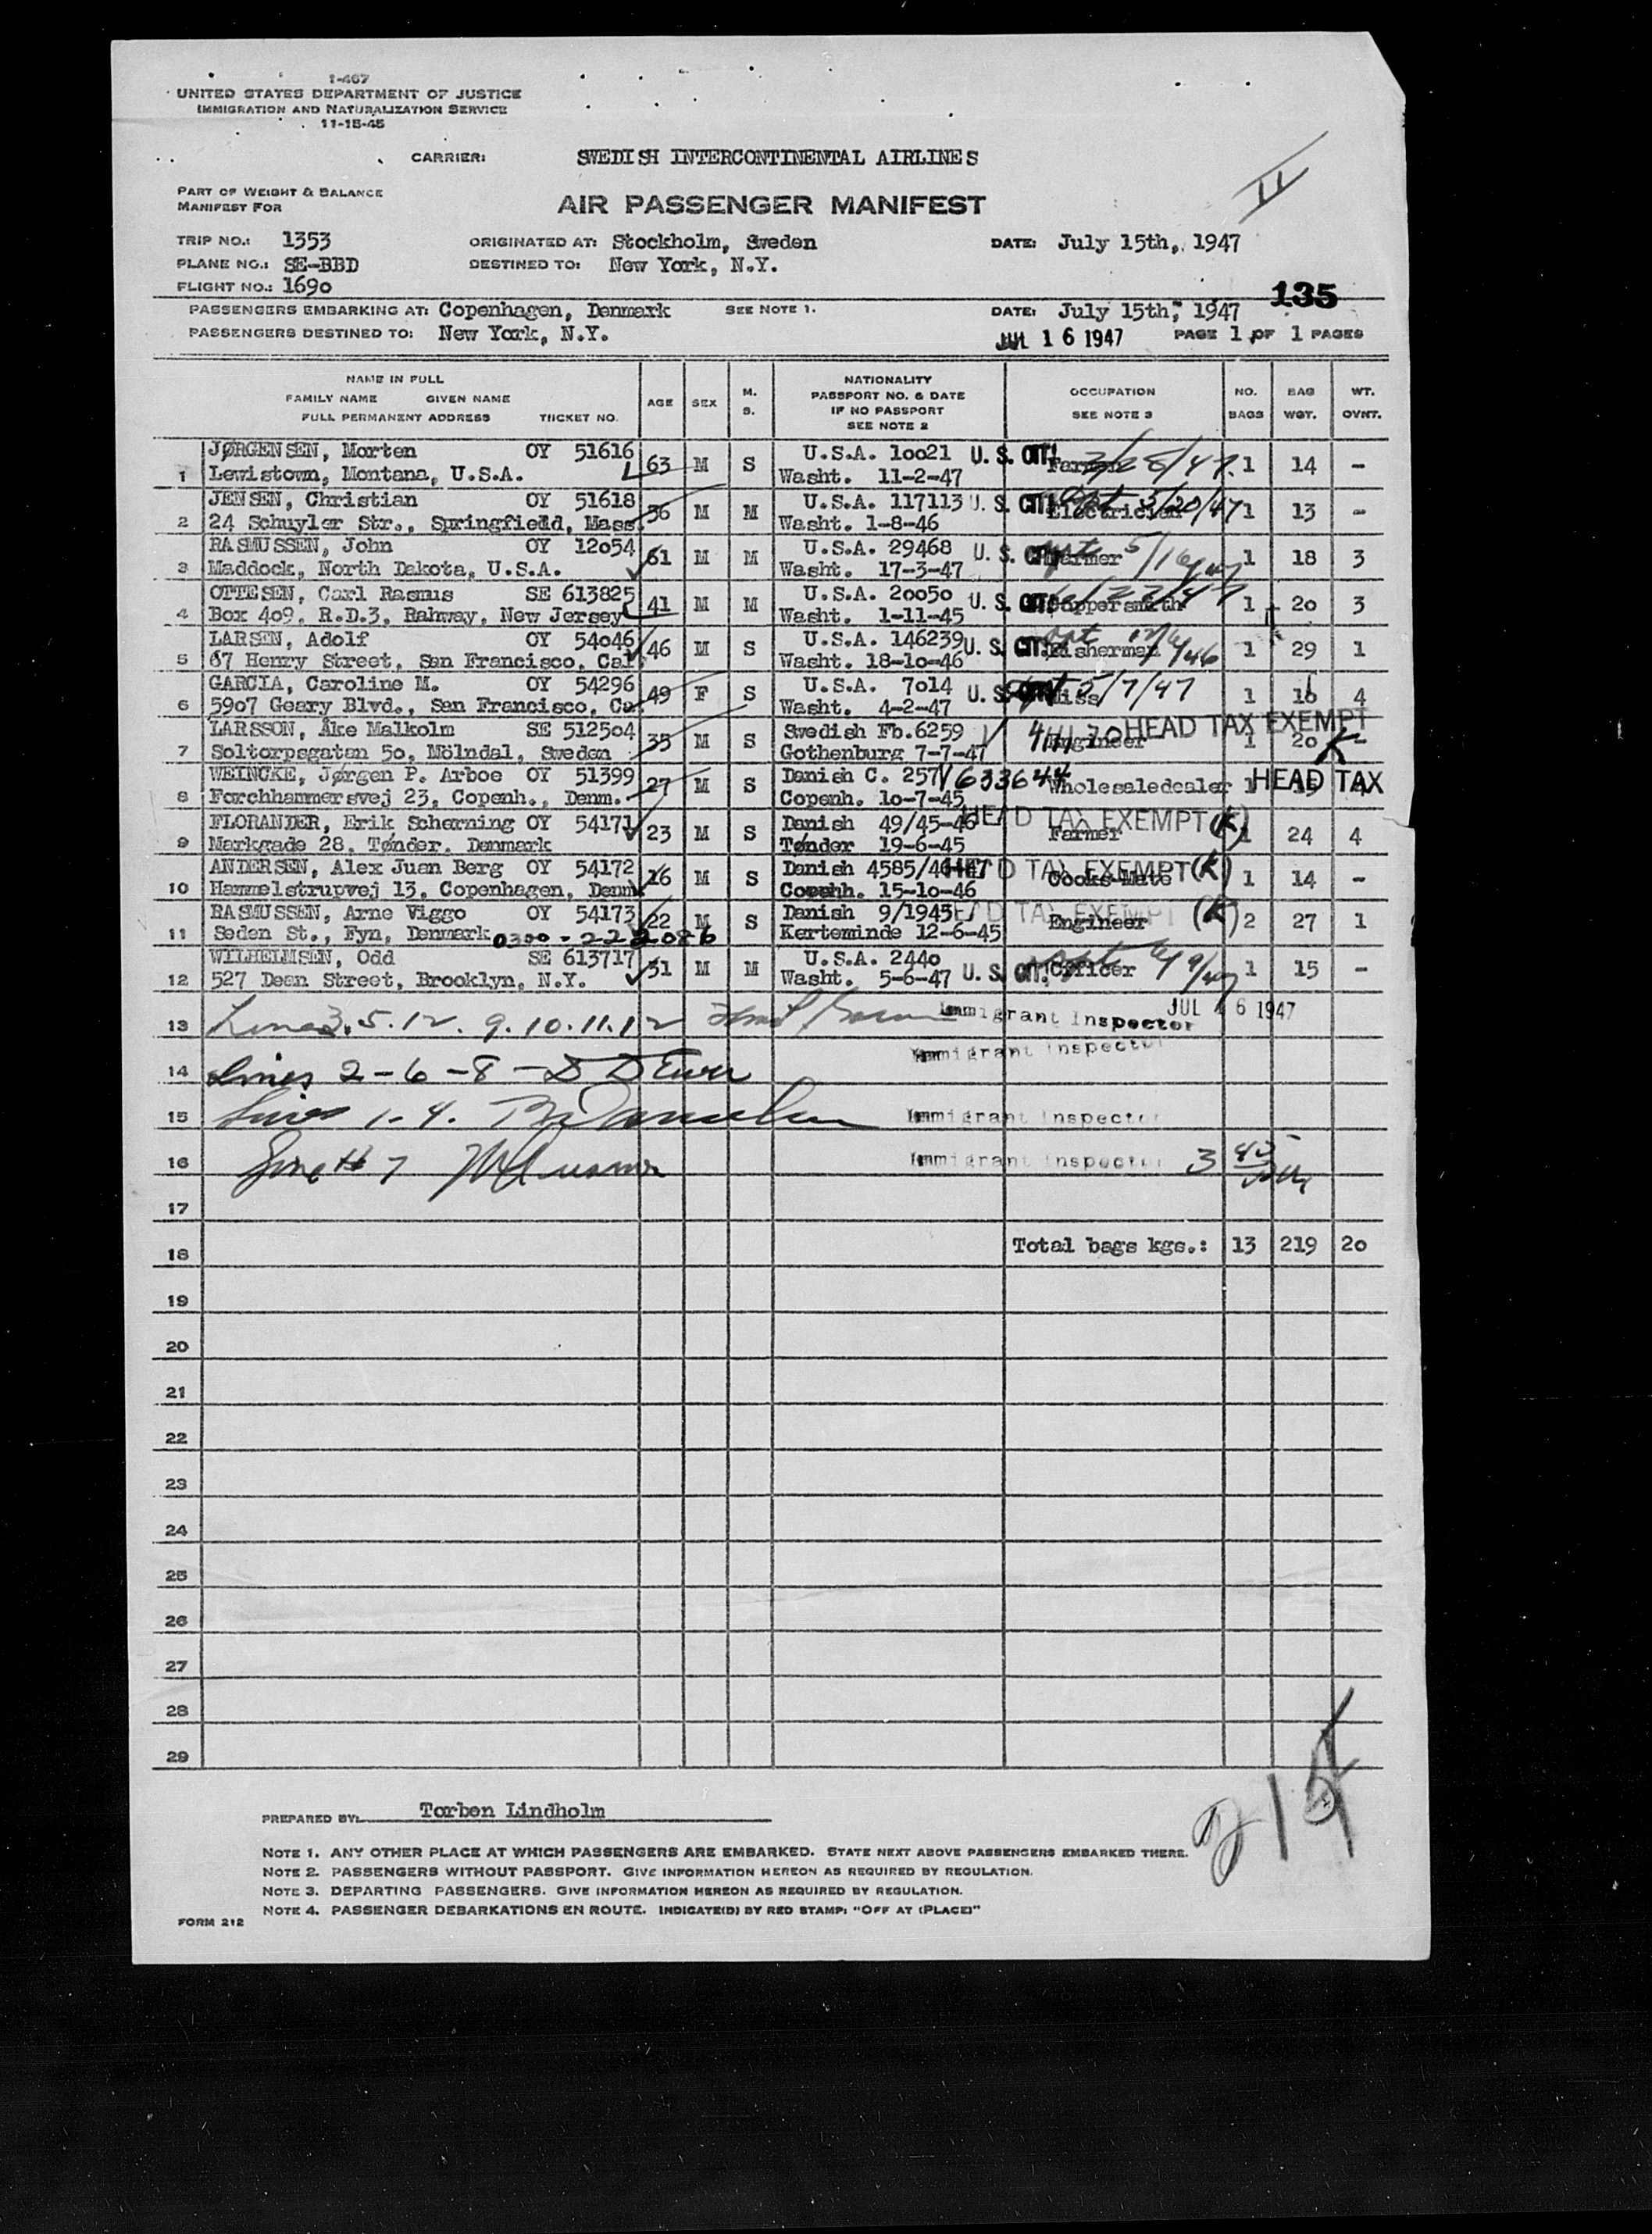 1-467
UNITED STATES DEPARTMENT OF JUSTICE
IMMIGRATION AND NATURALIZATION SERVICE
11-15-45
CARRIER: SWEDISH INTERCONTINENTAL AIRLINES
PART OF WEIGHT & BALANCE
MANIFEST FOR
AIR PASSENGER MANIFEST
II
TRIP NO.: 1353 ORIGINATED AT: Stockholm, Sweden DATE: July 15th, 1947
PLANE NO.: SE-BBD DESTINED TO: New York, N.Y.
FLIGHT NO.: 1690
135
PASSENGERS EMBARKING AT: Copenhagen, Denmark SEE NOTE 1. DATE: July 15th, 1947
PASSENGERS DESTINED TO: New York, N.Y. JUL 16 1947 PAGE 1 OF 1 PAGES
NAME IN FULL
FAMILY NAME GIVEN NAME
FULL PERMANENT ADDRESS TICKET NO.
AGE SEX M. S.
NATIONALITY
PASSPORT NO. & DATE
IF NO PASSPORT
SEE NOTE 2
OCCUPATION
SEE NOTE 3
NO. BAGS
BAG WGT.
WT. OVNT.
JØRGENSEN, Morten OY 51616 U.S.A. 10021 U.S. CIT.
1 Lewistown, Montana, U.S.A. 63 M S Washt. 11-2-47 Farmer 1 14 -
JENSEN, Christian OY 51618 U.S.A. 117113 U.S. CIT. 5/20/47
2 24 Schuyler Str., Springfield, Mass. 56 M M Washt. 1-8-46 Electrician 1 13 -
RASMUSSEN, John OY 12054 U.S.A. 29468 U.S. CIT.
3 Maddock, North Dakota, U.S.A. 61 M M Washt. 17-3-47 Farmer 1 18 3
OTTESEN, Carl Rasmus SE 613825 U.S.A. 20050 U.S. CIT.
4 Box 409, R.D.3, Rahway, New Jersey 41 M M Washt. 1-11-45 Coppersmith 1 20 3
LARSEN, Adolf OY 54046 U.S.A. 146239 U.S. CIT.
5 67 Henry Street, San Francisco, Cal 46 M S Washt. 18-10-46 Fisherman 1 29 1
GARCIA, Caroline M. OY 54296 U.S.A. 7014 U.S. 5/7/47
6 5907 Geary Blvd., San Francisco, Ca 49 F S Washt. 4-2-47 Miss 1 16 4
LARSSON, Åke Malkolm SE 512504 Swedish Fb.6259 HEAD TAX EXEMPT
7 Soltorpsgatan 50, Mölndal, Sweden 35 M S Gothenburg 7-7-47 Engineer 1 20 - K
WEINCKE, Jørgen P. Arboe OY 51399 Danish C. 257 V633644 HEAD TAX
8 Forchhammersvej 23, Copenh., Denm. 27 M S Copenh. 10-7-45 Wholesaledealer
FLORANDER, Erik Scherning OY 54171 Danish 49/45-46 HEAD TAX EXEMPT (K)
9 Markgade 28, Tønder, Denmark 23 M S Tønder 19-6-45 Farmer 1 24 4
ANDERSEN, Alex Juan Berg OY 54172 Danish 4585/46-47 HEAD TAX EXEMPT (K)
10 Hammelstrupvej 13, Copenhagen, Denm. 26 M S Copenh. 15-10-46 Cooks-Mate 1 14 -
RASMUSSEN, Arne Viggo OY 54173 Danish 9/1945 HEAD TAX EXEMPT (K)
11 Seden St., Fyn, Denmark 0300-222086 22 M S Kerteminde 12-6-45 Engineer 2 27 1
WILHELMSEN, Odd SE 613717 U.S.A. 2440 U.S. CIT.
12 527 Dean Street, Brooklyn, N.Y. 51 M M Washt. 5-6-47 Officer 1 15 -
13 Lines 3.5.12. 9.10.11.12 Immigrant Inspector JUL 16 1947
Immigrant Inspector
14 Lines 2-6-8-
15 Lines 1-4. Immigrant Inspector
16 Line # 7 Immigrant Inspector
17
18 Total bags kgs.: 13 219 20
19
20
21
22
23
24
25
26
27
28
29
PREPARED BY: Torben Lindholm
NOTE 1. ANY OTHER PLACE AT WHICH PASSENGERS ARE EMBARKED. STATE NEXT ABOVE PASSENGERS EMBARKED THERE.
NOTE 2. PASSENGERS WITHOUT PASSPORT. GIVE INFORMATION HEREON AS REQUIRED BY REGULATION.
NOTE 3. DEPARTING PASSENGERS. GIVE INFORMATION HEREON AS REQUIRED BY REGULATION.
NOTE 4. PASSENGER DEBARKATIONS EN ROUTE. INDICATE(D) BY RED STAMP: "OFF AT (PLACE)"
FORM 212